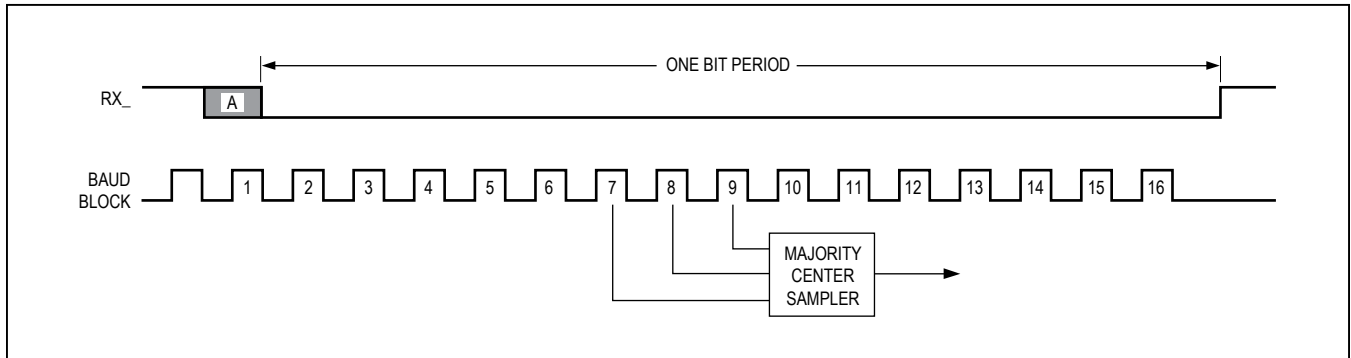 ONE BIT PERIOD
RX_
A
BAUD
BLOCK
1 2 3 4 5 6 7 8 9 10 11 12 13 14 15 16
MAJORITY
CENTER
SAMPLER